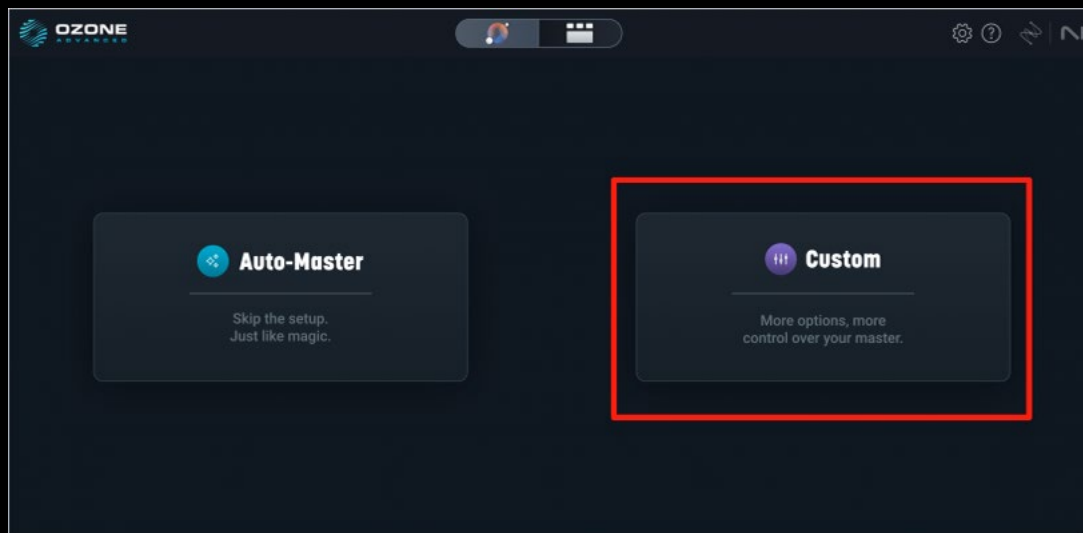 OZONE
ADVANCED
Auto-Master
Skip the setup.
Just like magic.
Custom
More options, more
control over your master.